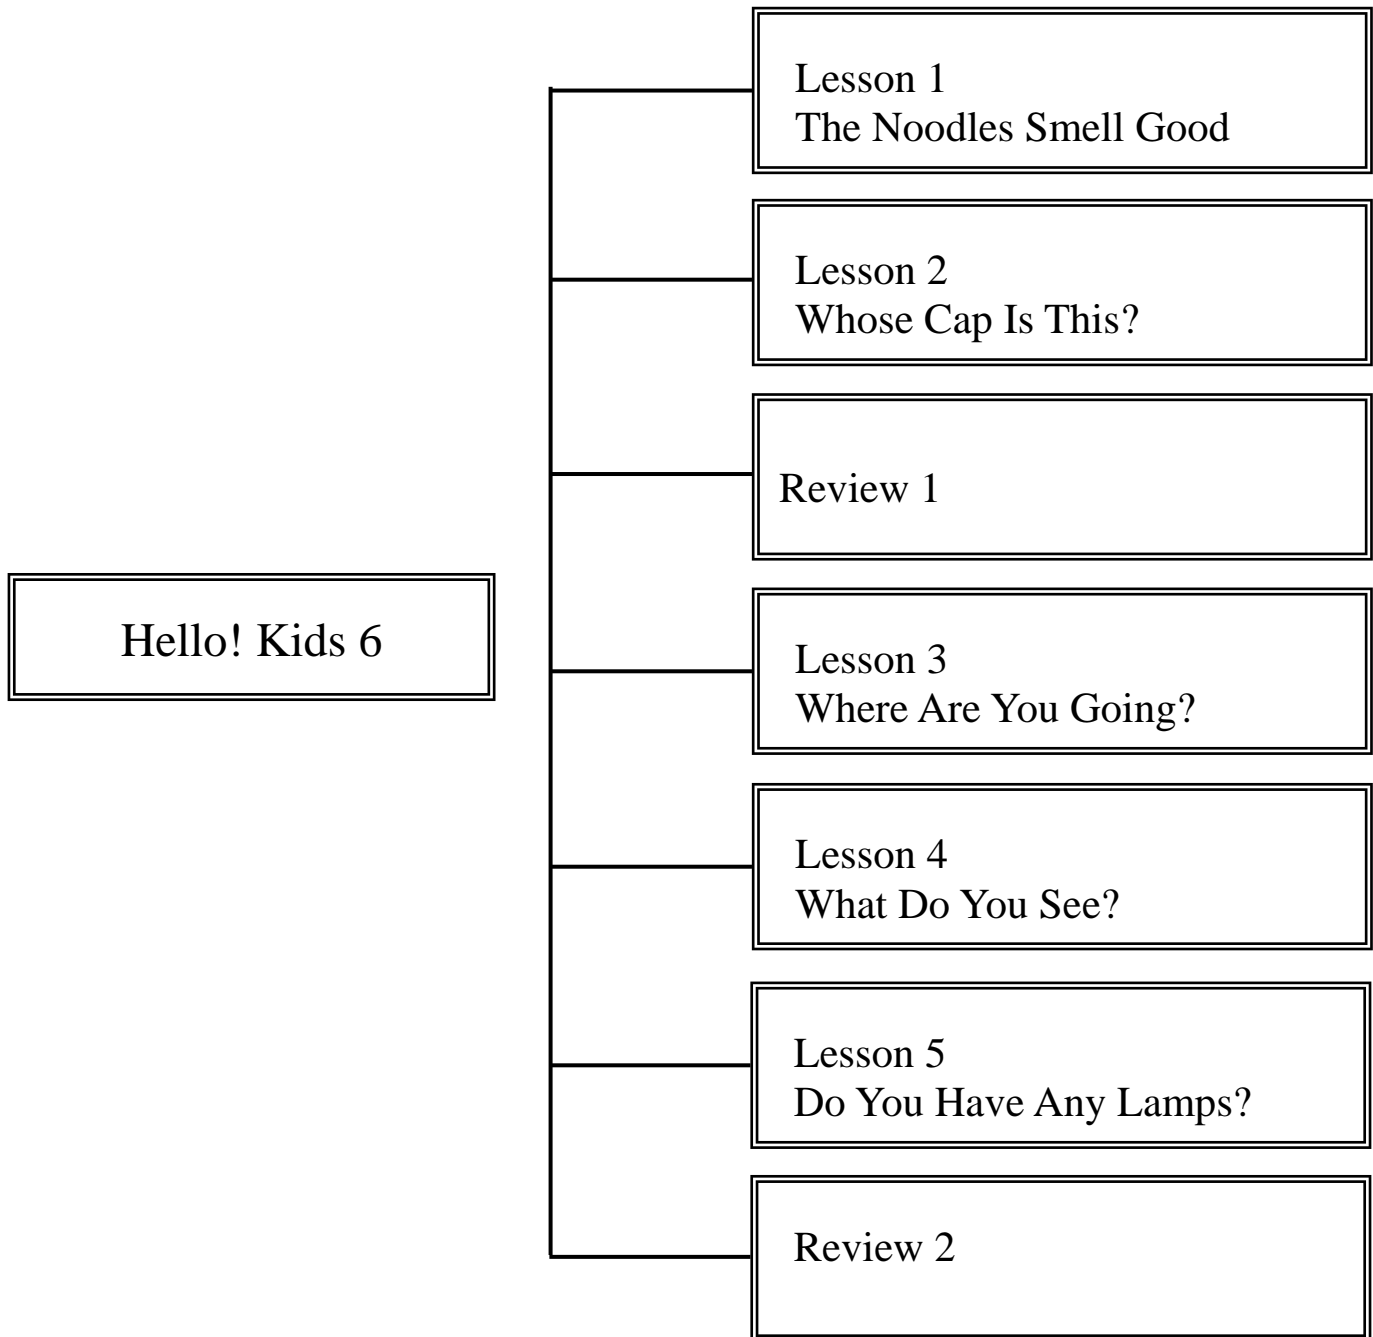 Lesson 1
The Noodles Smell Good
Lesson 2
Whose Cap Is This?
Review 1
Hello! Kids 6
Lesson 3
Where Are You Going?
Lesson 4
What Do You See?
Lesson 5
Do You Have Any Lamps?
Review 2